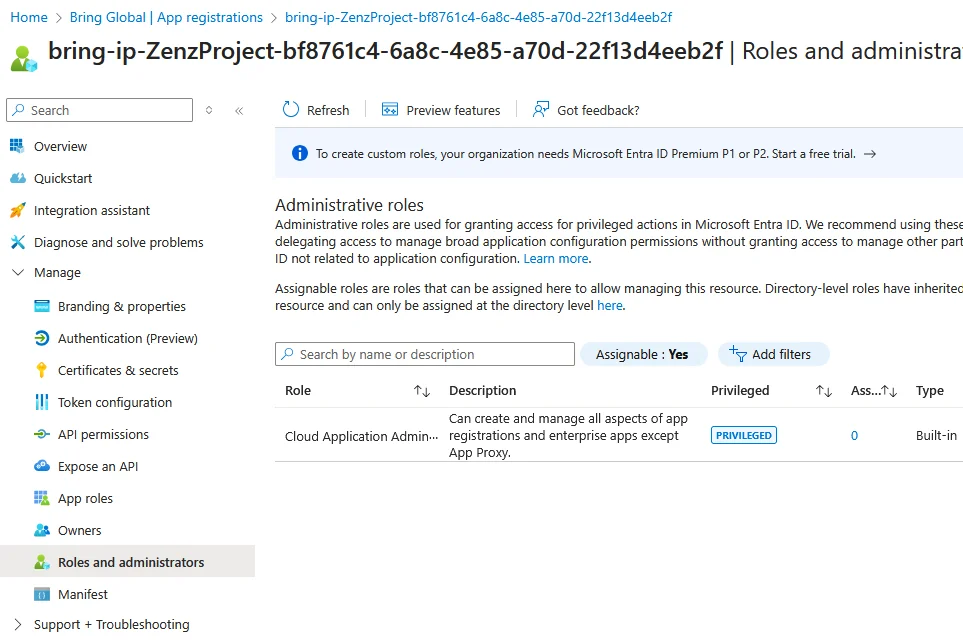 Home > Bring Global | App registrations > bring-ip-ZenzProject-bf8761c4-6a8c-4e85-a70d-22f13d4eeb2f
bring-ip-ZenzProject-bf8761c4-6a8c-4e85-a70d-22f13d4eeb2f | Roles and administra
Search
Refresh
Preview features
Got feedback?
Overview
Quickstart
Integration assistant
Diagnose and solve problems
Manage
Branding & properties
Authentication (Preview)
Certificates & secrets
Token configuration
API permissions
Expose an API
App roles
Owners
Roles and administrators
Manifest
Support + Troubleshooting
To create custom roles, your organization needs Microsoft Entra ID Premium P1 or P2. Start a free trial. →
Administrative roles
Administrative roles are used for granting access for privileged actions in Microsoft Entra ID. We recommend using these
delegating access to manage broad application configuration permissions without granting access to manage other part
ID not related to application configuration. Learn more.
Assignable roles are roles that can be assigned here to allow managing this resource. Directory-level roles have inherited
resource and can only be assigned at the directory level here.
Search by name or description
Assignable : Yes
Add filters
Role Description Privileged Ass... Type
Cloud Application Admin... Can create and manage all aspects of app
registrations and enterprise apps except
App Proxy.
PRIVILEGED 0 Built-in